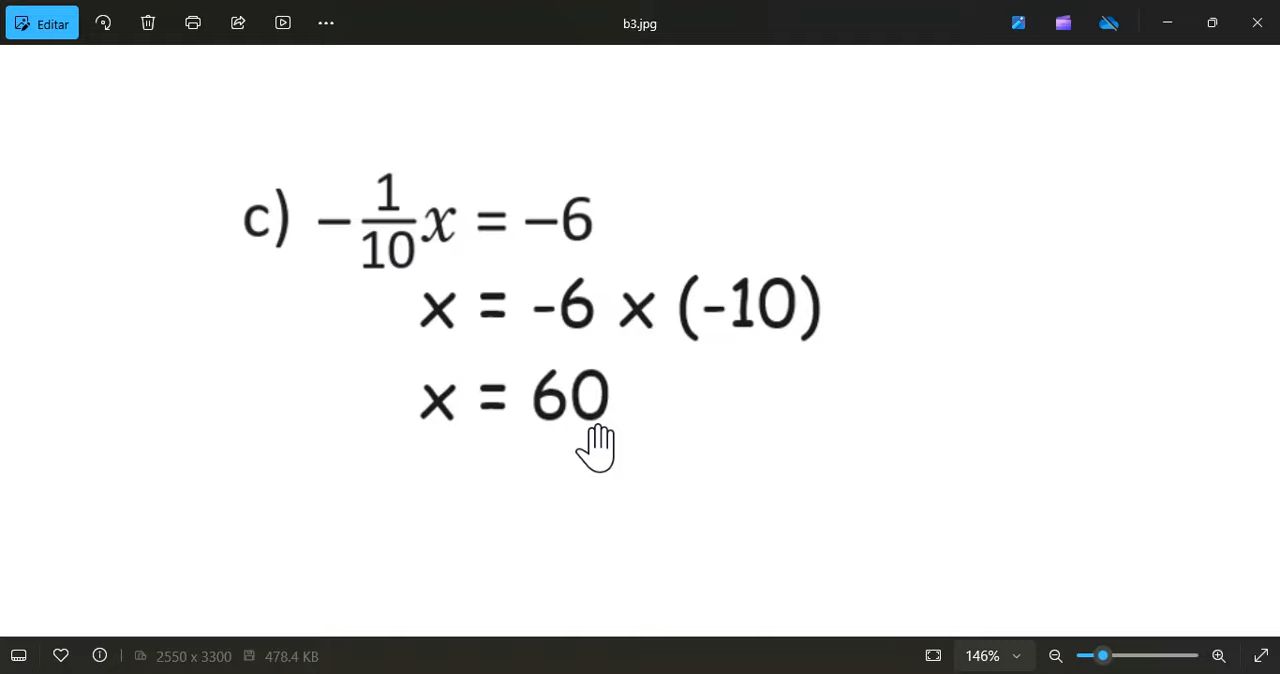 Editar
b3.jpg
c) −1/10x = −6
x = -6 x (-10)
x = 60
2550 x 3300
478.4 KB
146%